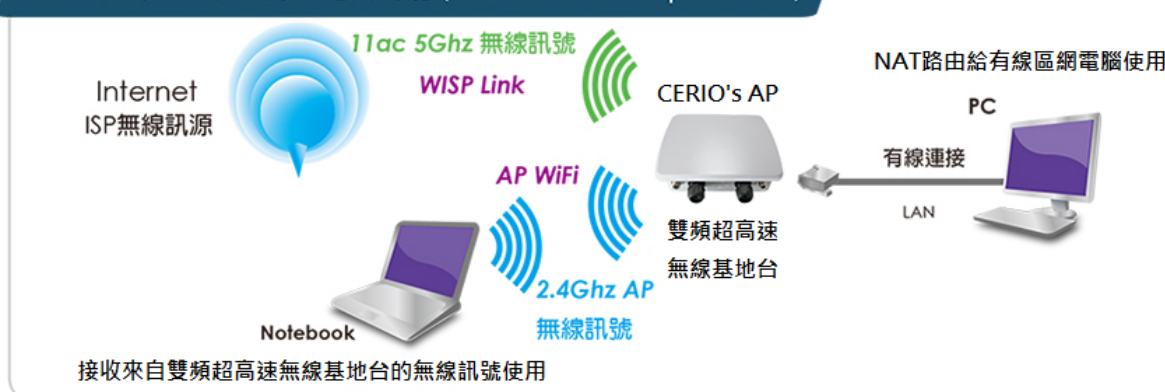 11ac 5Ghz 無線訊號
WISP Link
Internet
ISP無線訊源
CERIO's AP
NAT路由給有線區網電腦使用
PC
有線連接
LAN
AP WiFi
雙頻超高速
無線基地台
2.4Ghz AP
無線訊號
Notebook
接收來自雙頻超高速無線基地台的無線訊號使用